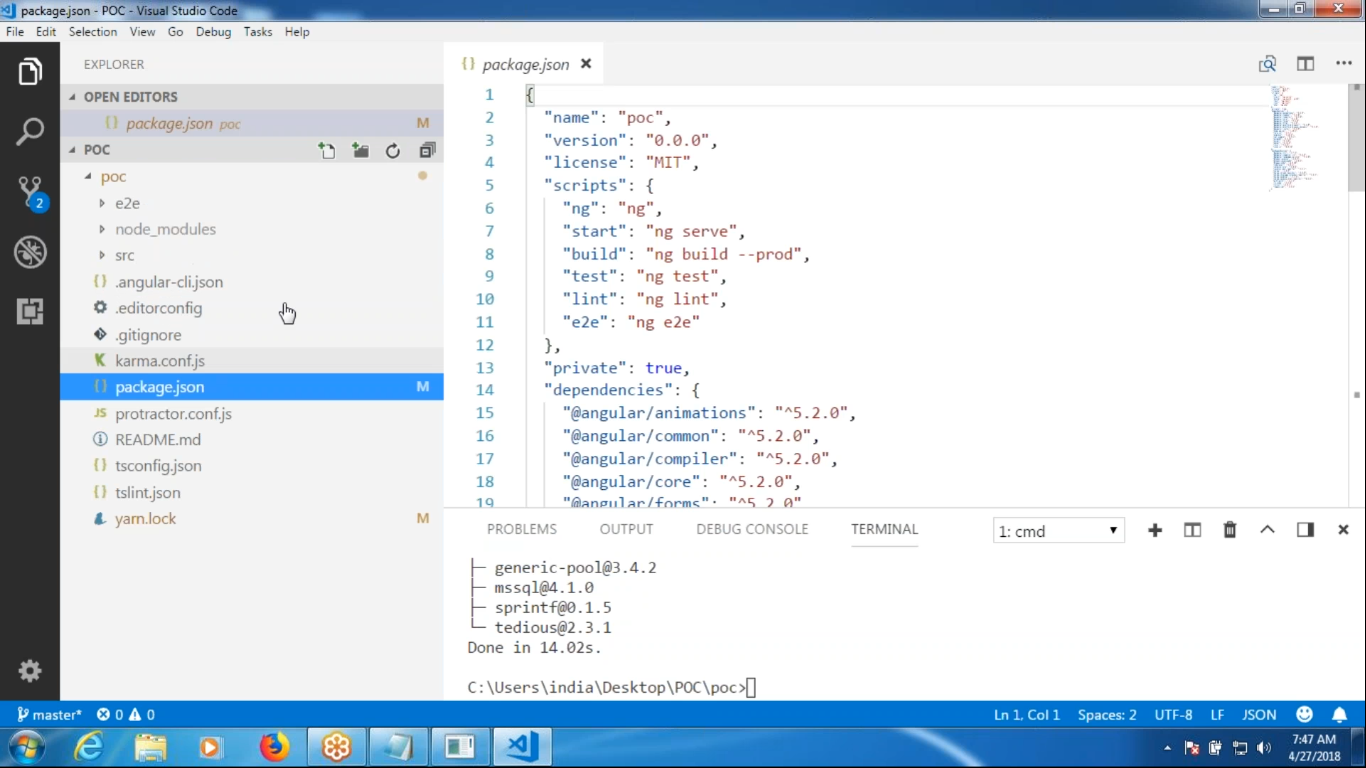 package.json - POC - Visual Studio Code
File Edit Selection View Go Debug Tasks Help
EXPLORER
OPEN EDITORS
{} package.json poc M
POC
poc
e2e
node_modules
src
{} .angular-cli.json
.editorconfig
.gitignore
K karma.conf.js
{} package.json M
JS protractor.conf.js
README.md
{} tsconfig.json
{} tslint.json
yarn.lock M
2
{} package.json
1 {
2 "name": "poc",
3 "version": "0.0.0",
4 "license": "MIT",
5 "scripts": {
6 "ng": "ng",
7 "start": "ng serve",
8 "build": "ng build --prod",
9 "test": "ng test",
10 "lint": "ng lint",
11 "e2e": "ng e2e"
12 },
13 "private": true,
14 "dependencies": {
15 "@angular/animations": "^5.2.0",
16 "@angular/common": "^5.2.0",
17 "@angular/compiler": "^5.2.0",
18 "@angular/core": "^5.2.0",
19 "@angular/forms": "^5.2.0"
PROBLEMS OUTPUT DEBUG CONSOLE TERMINAL 1: cmd
├─ generic-pool@3.4.2
├─ mssql@4.1.0
├─ sprintf@0.1.5
└─ tedious@2.3.1
Done in 14.02s.
C:\Users\india\Desktop\POC\poc>
master* 0 0 Ln 1, Col 1 Spaces: 2 UTF-8 LF JSON
7:47 AM
4/27/2018